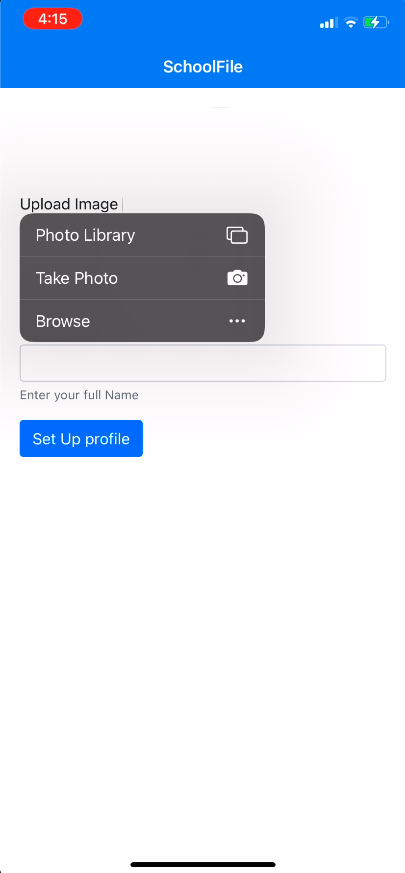 4:15
SchoolFile
Upload Image
Photo Library
Take Photo
Browse
Enter your full Name
Set Up profile